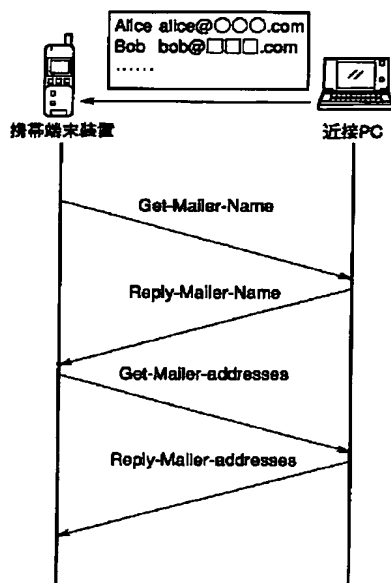 Alice alice@○○○.com
Bob bob@□□□.com
……
携帯端末装置
近接PC
Get-Mailer-Name
Reply-Mailer-Name
Get-Mailer-addresses
Reply-Mailer-addresses